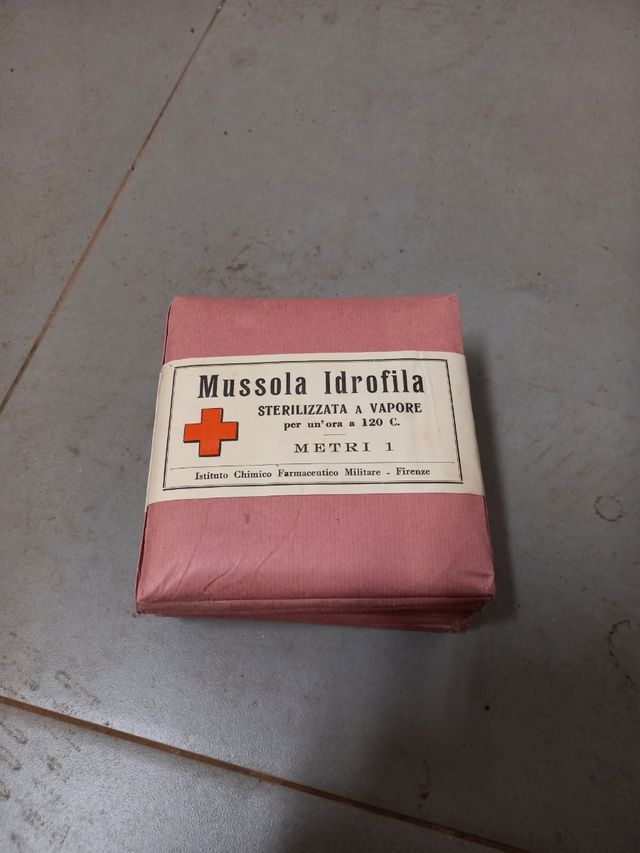 Mussola Idrofila
STERILIZZATA A VAPORE
per un'ora a 120 C.
METRI 1
Istituto Chimico Farmaceutico Militare - Firenze